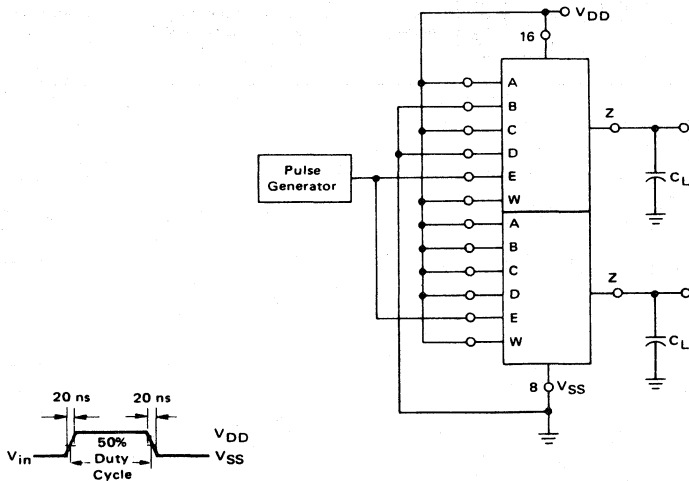 V_DD
16
A
B
C
D
E
W
Z
C_L
Pulse
Generator
A
B
C
D
E
W
Z
C_L
8
V_SS
20 ns
20 ns
V_in
50%
Duty
Cycle
V_DD
V_SS